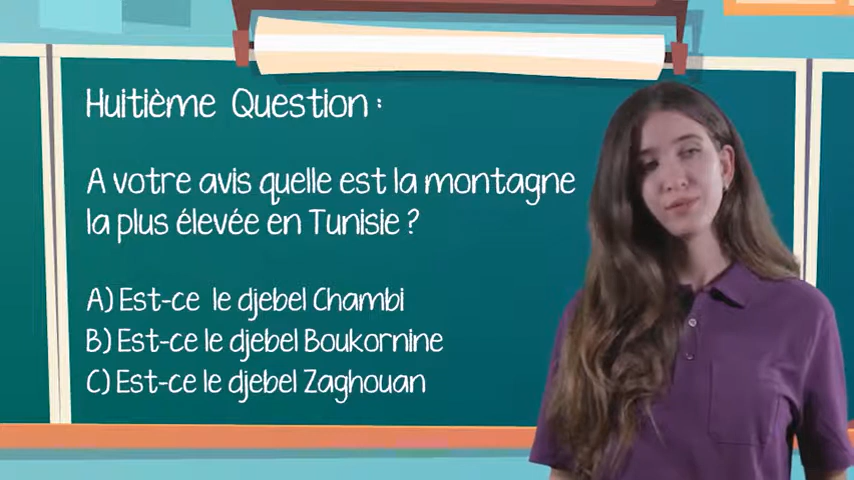 Huitième Question :
A votre avis quelle est la montagne
la plus élevée en Tunisie ?
A) Est-ce le djebel Chambi
B) Est-ce le djebel Boukornine
C) Est-ce le djebel Zaghouan